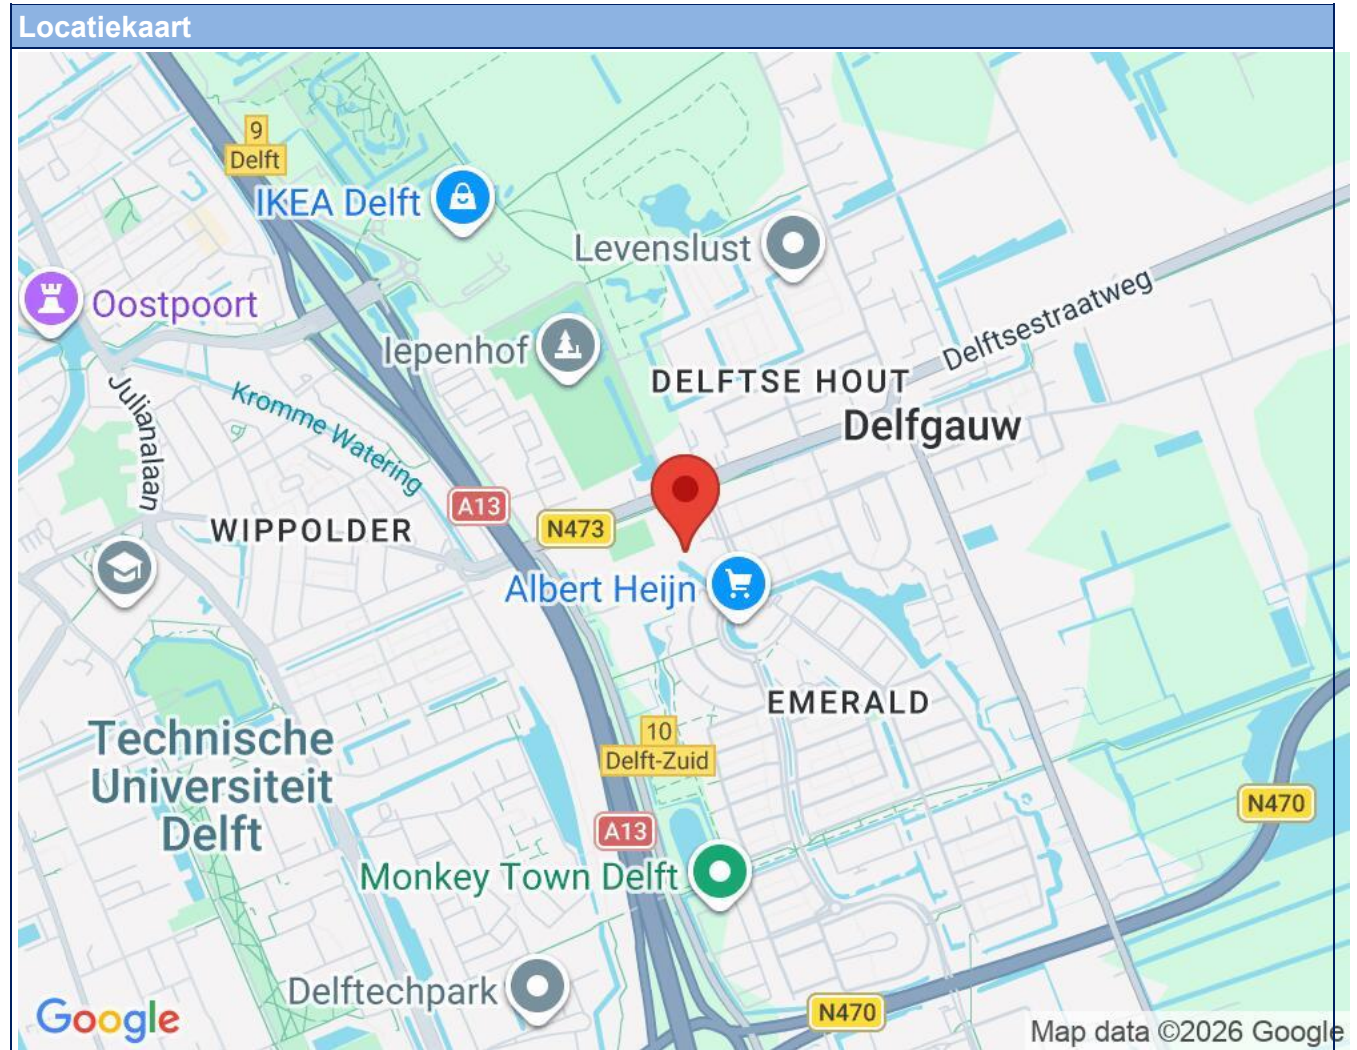 Locatiekaart
9
Delft
IKEA Delft
Levenslust
Oostpoort
Delftsestraatweg
Iepenhof
DELFTSE HOUT
Julianalaan
Kromme Watering
Delfgauw
A13
WIPPOLDER
N473
Albert Heijn
EMERALD
10
Delft-Zuid
Technische
Universiteit
Delft
N470
A13
Monkey Town Delft
Delftechpark
N470
Google
Map data ©2026 Google